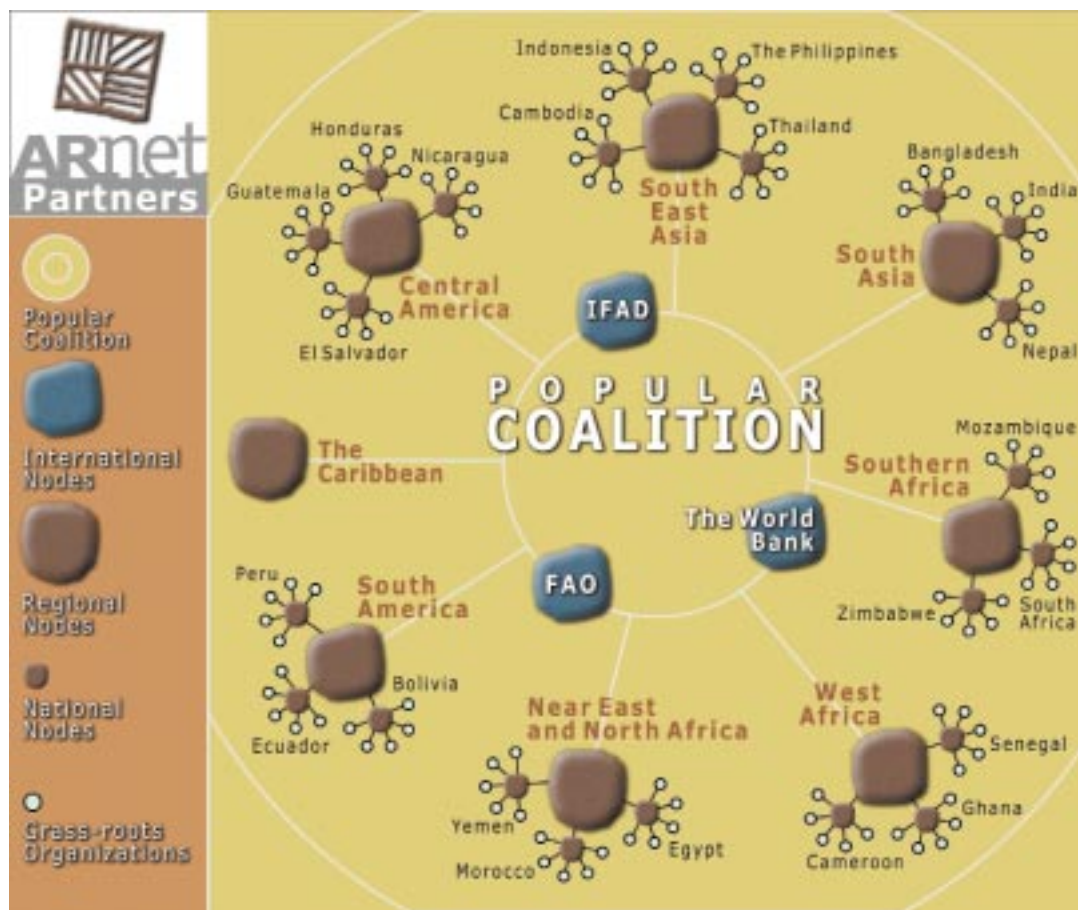 ARnet
Partners
Popular
Coalition
International
Nodes
Regional
Nodes
National
Nodes
Grass-roots
Organizations
Indonesia
The Philippines
Cambodia
Thailand
South
East
Asia
Honduras
Nicaragua
Guatemala
Central
America
El Salvador
Bangladesh
India
South
Asia
Nepal
IFAD
POPULAR
COALITION
The
Caribbean
Mozambique
Southern
Africa
The World
Bank
Zimbabwe
South
Africa
FAO
Peru
South
America
Bolivia
Ecuador
Near East
and North Africa
Yemen
Morocco
Egypt
West
Africa
Senegal
Ghana
Cameroon